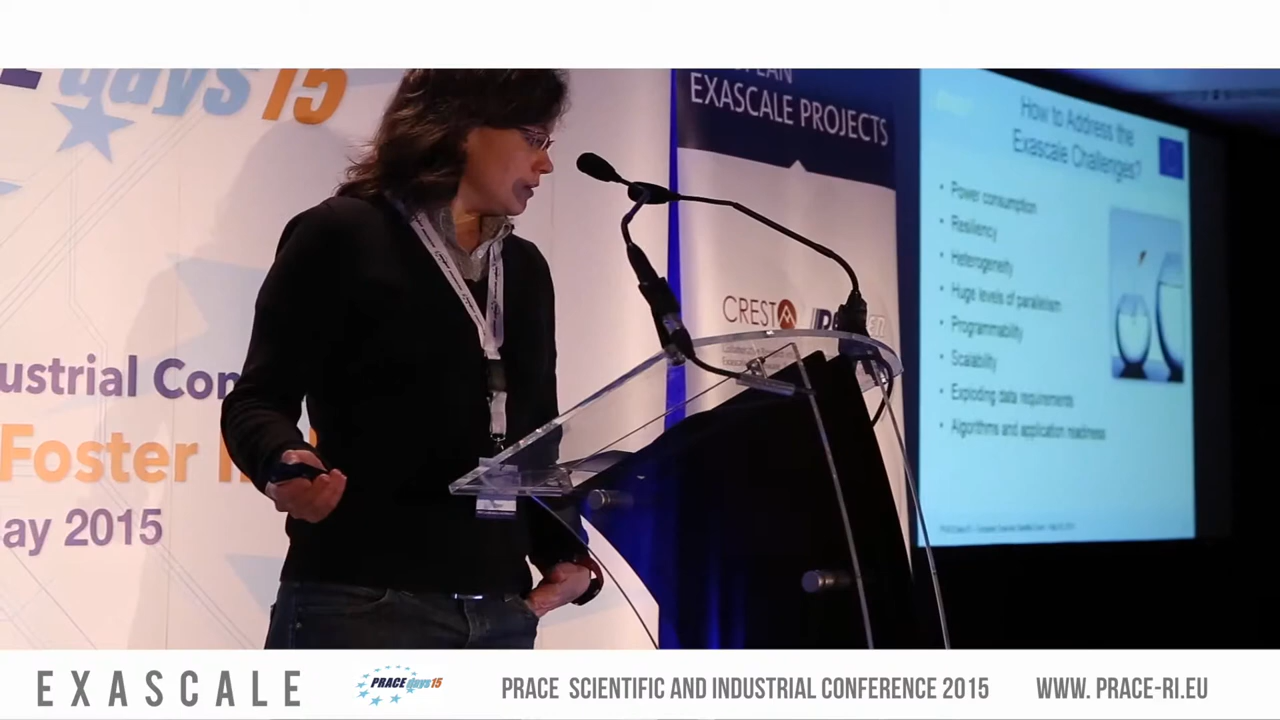 days15
ustrial Con
Foster
ay 2015
EXASCALE PROJECTS
CREST
How to Address the
Exascale Challenges?
• Power consumption
• Resiliency
• Heterogeneity
• Huge levels of parallelism
• Programmability
• Scalability
• Exploding data requirements
• Algorithms and application readiness
EXASCALE
PRACEdays15
PRACE SCIENTIFIC AND INDUSTRIAL CONFERENCE 2015
WWW. PRACE-RI.EU